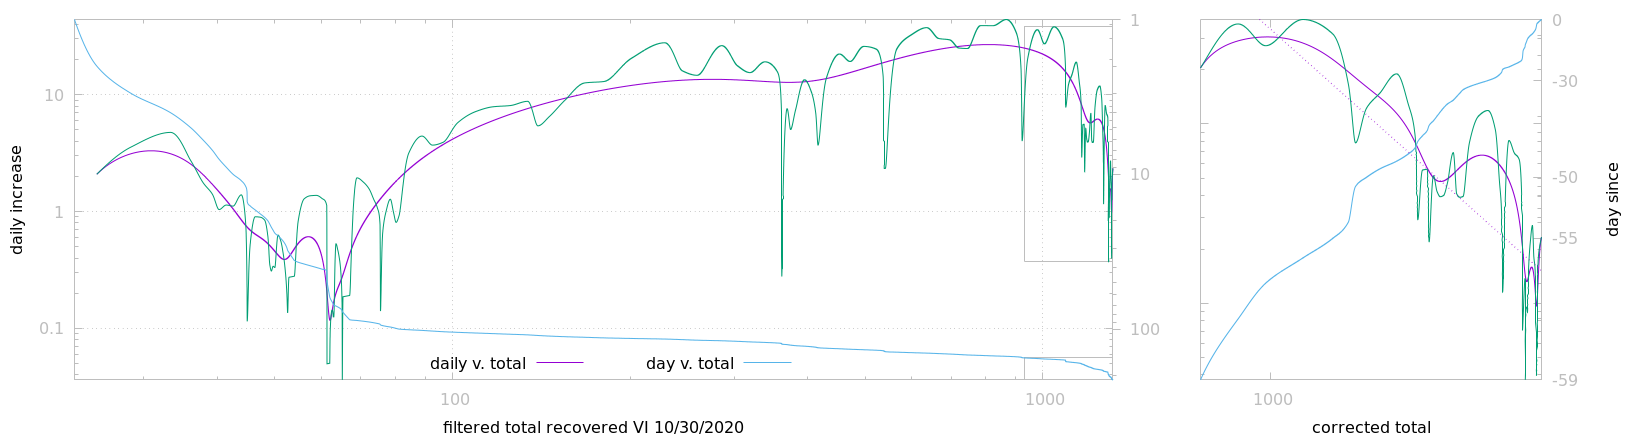 daily increase
10
1
0.1
100
1000
1
10
100
daily v. total
day v. total
filtered total recovered VI 10/30/2020
0
-30
-50
-55
-59
day since
1000
corrected total